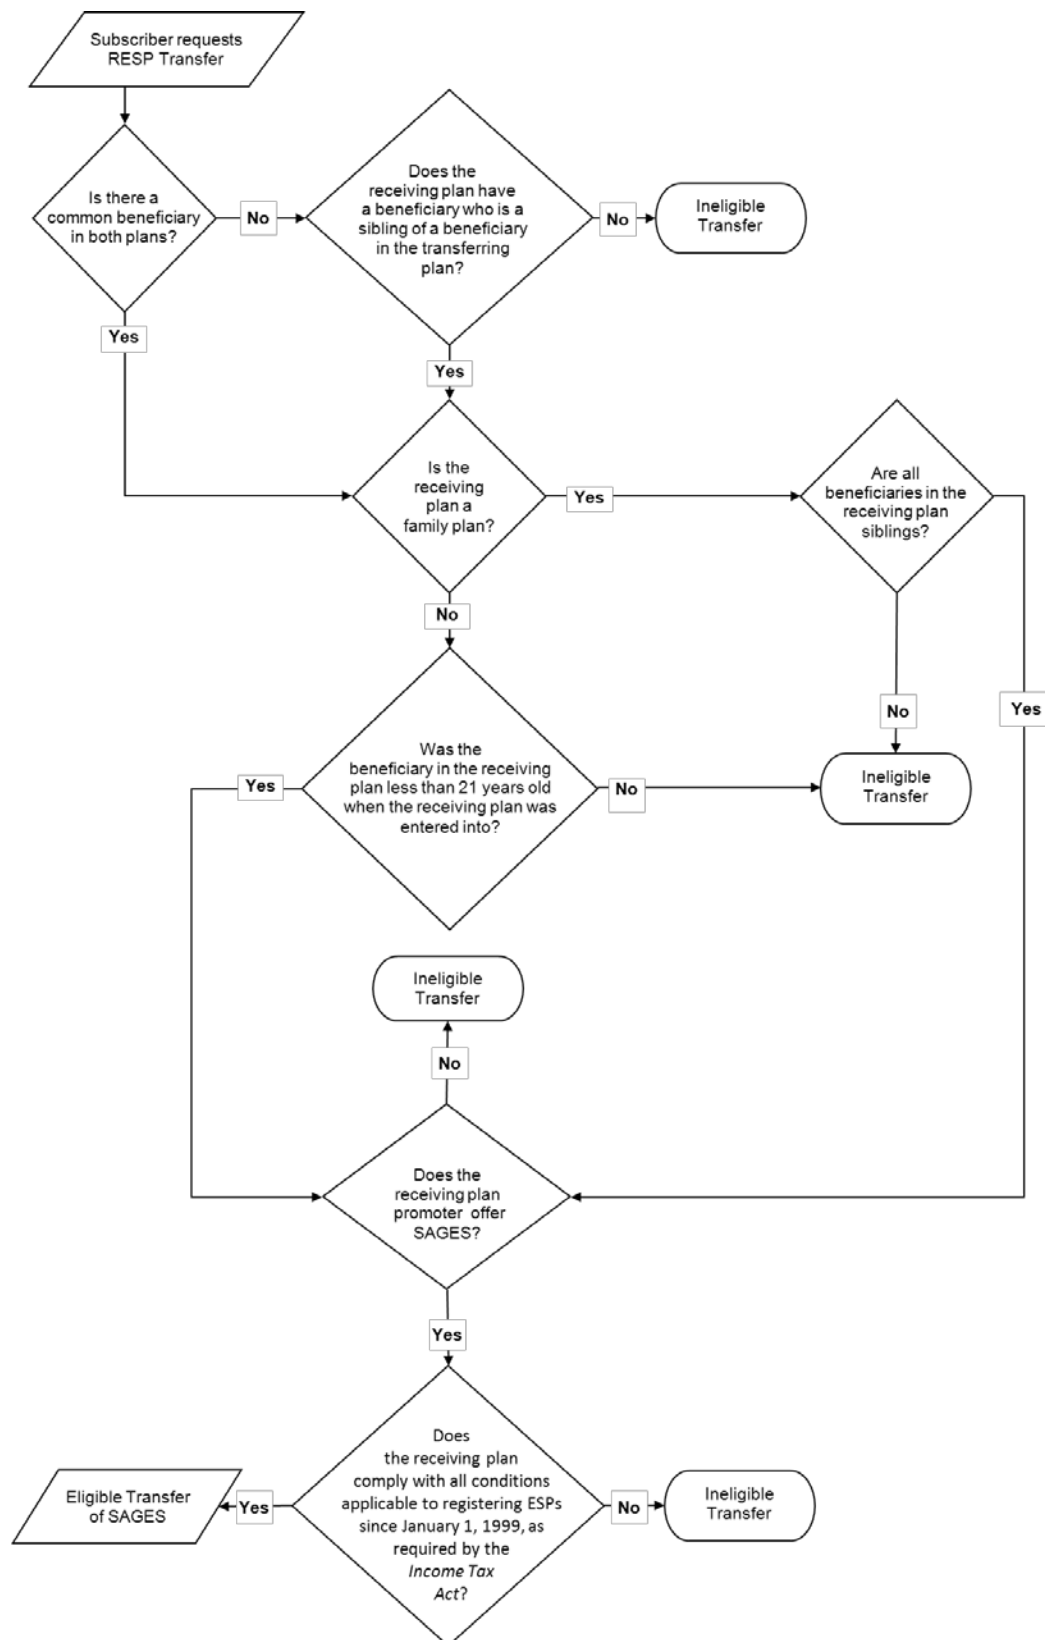 Subscriber requests
RESP Transfer
Is there a
common beneficiary
in both plans?
No
Does the
receiving plan have
a beneficiary who is a
sibling of a beneficiary
in the transferring
plan?
No
Ineligible
Transfer
Yes
Yes
Is the
receiving
plan a
family plan?
Yes
Are all
beneficiaries in the
receiving plan
siblings?
No
No
Yes
Was the
beneficiary in the receiving
plan less than 21 years old
when the receiving plan was
entered into?
Yes
No
Ineligible
Transfer
Ineligible
Transfer
No
Does the
receiving plan
promoter offer
SAGES?
Yes
Does
the receiving plan
comply with all conditions
applicable to registering ESPs
since January 1, 1999, as
required by the
Income Tax
Act?
Yes
Eligible Transfer
of SAGES
No
Ineligible
Transfer